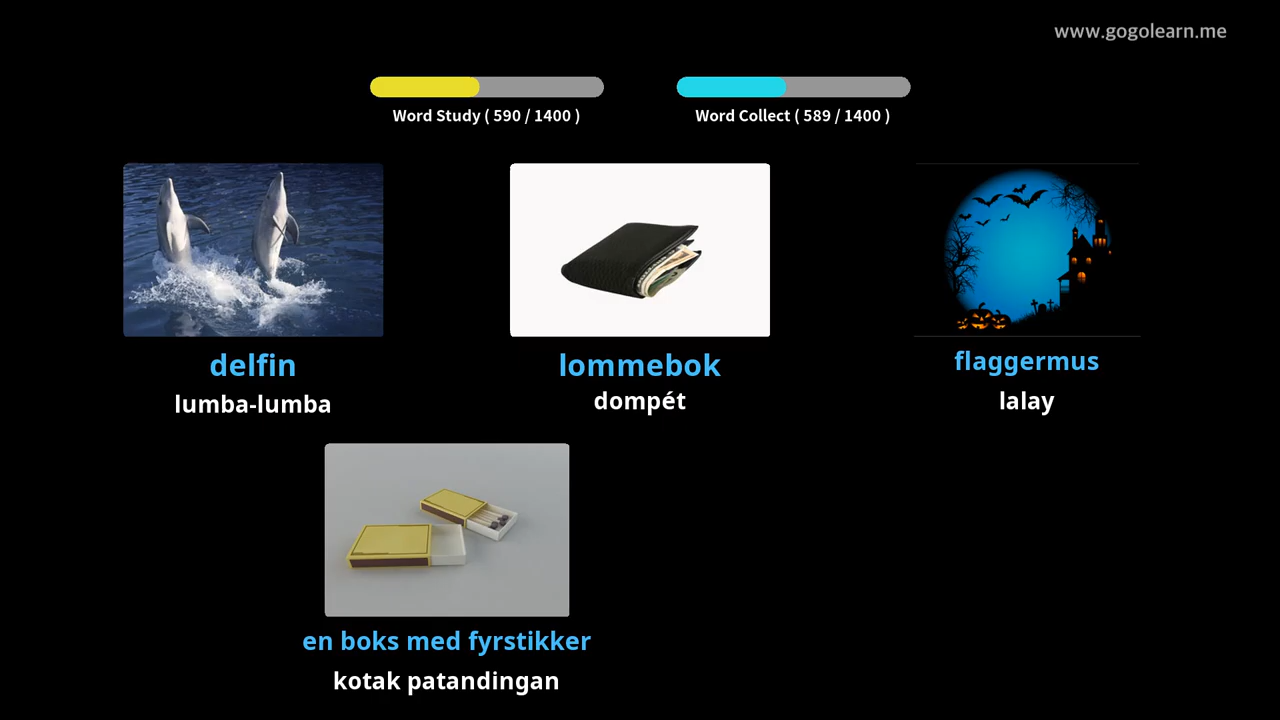 www.gogolearn.me
Word Study ( 590 / 1400 )
Word Collect ( 589 / 1400 )
delfin
lumba-lumba
lommebok
dompét
flaggermus
lalay
en boks med fyrstikker
kotak patandingan